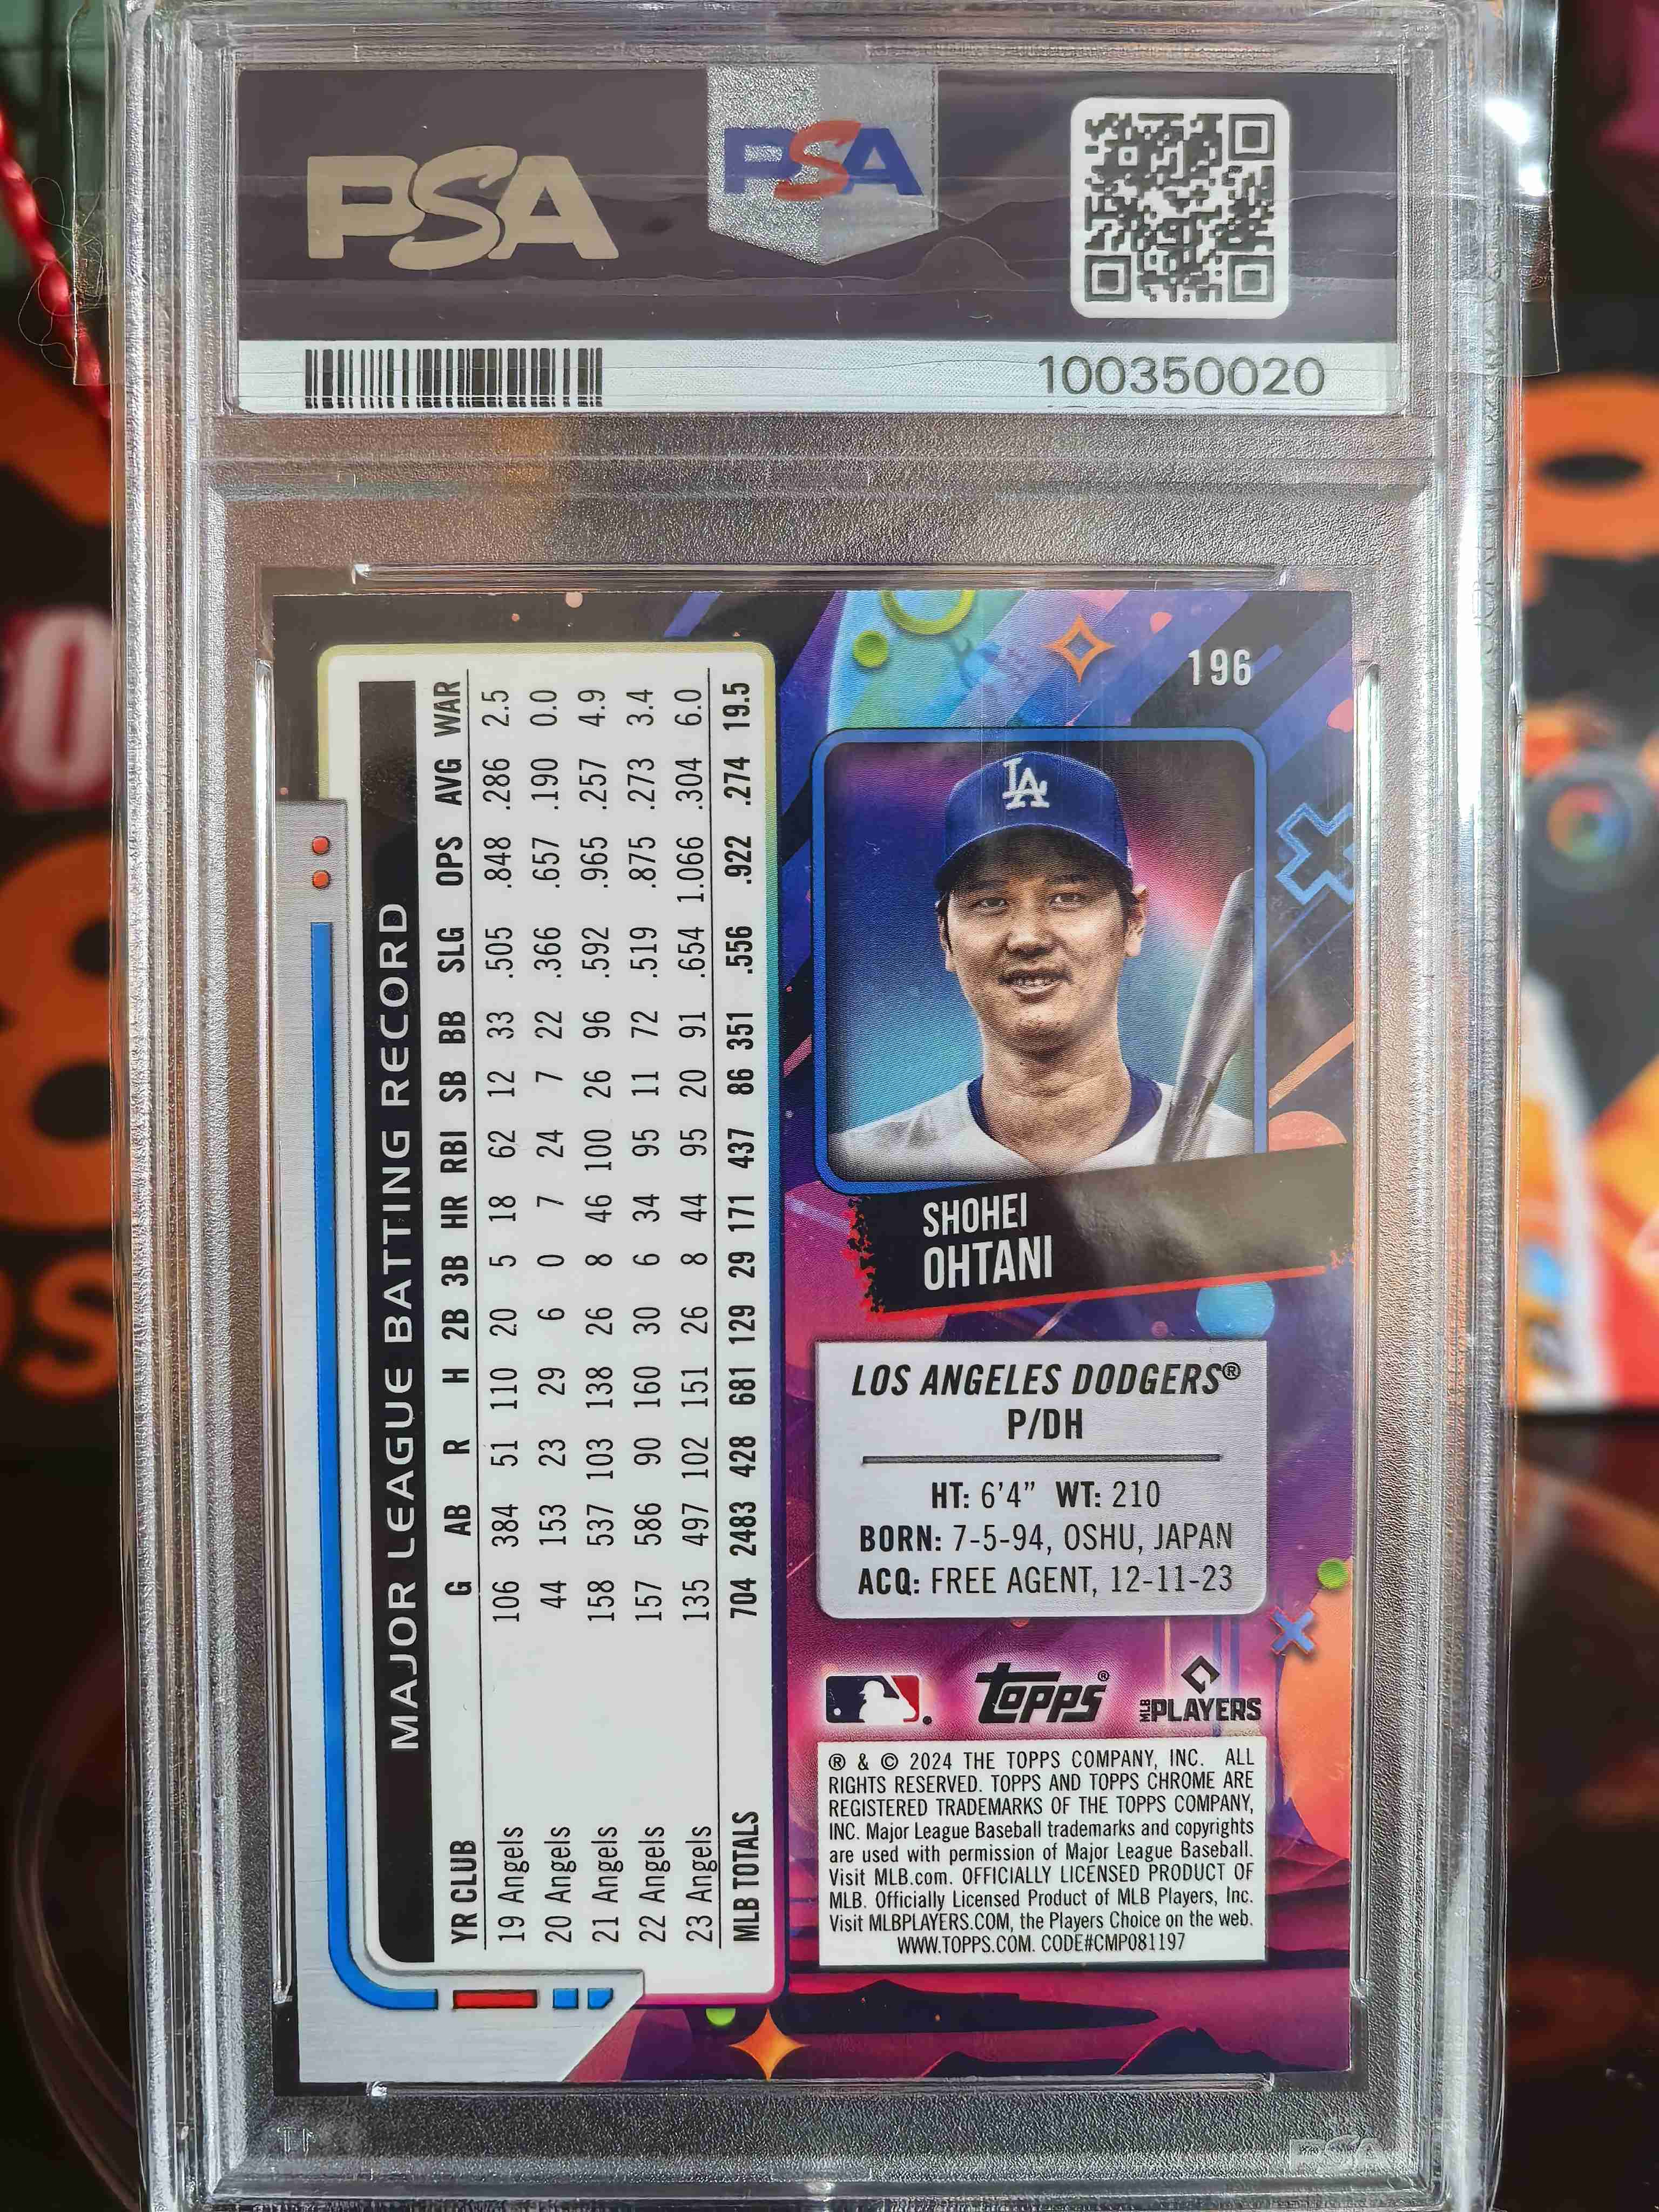 PSA
PSA
100350020
196
MAJOR LEAGUE BATTING RECORD
YR CLUB G AB R H 2B 3B HR RBI SB BB SLG OPS AVG WAR
19 Angels 106 384 51 110 20 5 18 62 12 33 .505 .848 .286 2.5
20 Angels 44 153 23 29 6 0 7 24 7 22 .366 .657 .190 0.0
21 Angels 158 537 103 138 26 8 46 100 26 96 .592 .965 .257 4.9
22 Angels 157 586 90 160 30 6 34 95 11 72 .519 .875 .273 3.4
23 Angels 135 497 102 151 26 8 44 95 20 91 .654 1.066 .304 6.0
MLB TOTALS 704 2483 428 681 129 29 171 437 86 351 .556 .922 .274 19.5
LA
SHOHEI
OHTANI
LOS ANGELES DODGERS®
P/DH
HT: 6'4" WT: 210
BORN: 7-5-94, OSHU, JAPAN
ACQ: FREE AGENT, 12-11-23
topps®
MLB PLAYERS
® & © 2024 THE TOPPS COMPANY, INC. ALL
RIGHTS RESERVED. TOPPS AND TOPPS CHROME ARE
REGISTERED TRADEMARKS OF THE TOPPS COMPANY,
INC. Major League Baseball trademarks and copyrights
are used with permission of Major League Baseball.
Visit MLB.com. OFFICIALLY LICENSED PRODUCT OF
MLB. Officially Licensed Product of MLB Players, Inc.
Visit MLBPLAYERS.COM, the Players Choice on the web.
WWW.TOPPS.COM. CODE#CMP081197
PSA